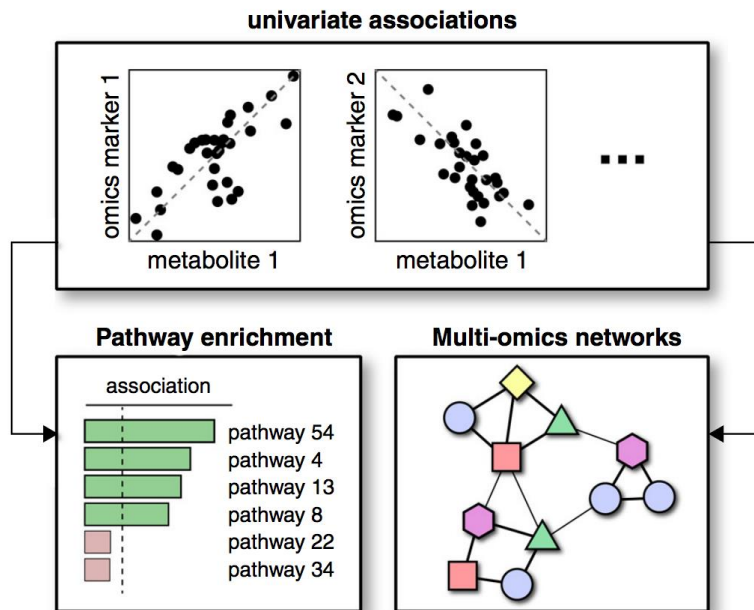 univariate associations
omics marker 1
metabolite 1
omics marker 2
metabolite 1
...
Pathway enrichment
association
pathway 54
pathway 4
pathway 13
pathway 8
pathway 22
pathway 34
Multi-omics networks